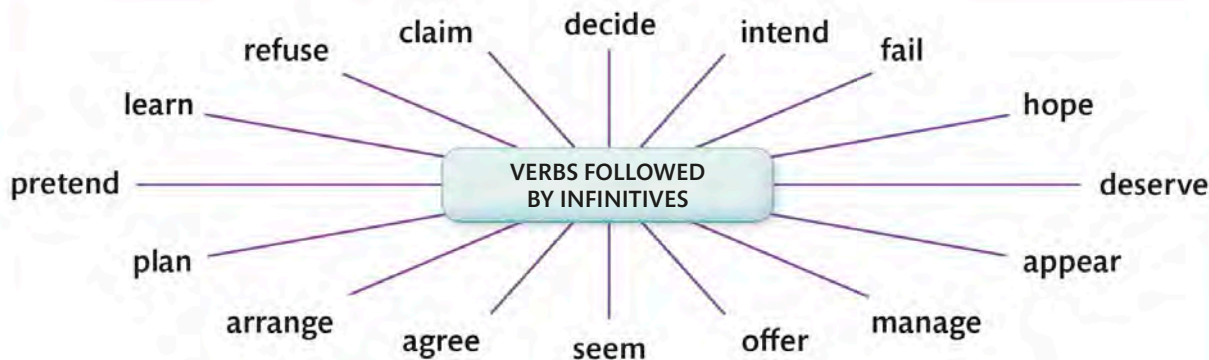 decide
claim
intend
refuse
fail
learn
hope
VERBS FOLLOWED
BY INFINITIVES
pretend
deserve
plan
appear
arrange
manage
agree
offer
seem